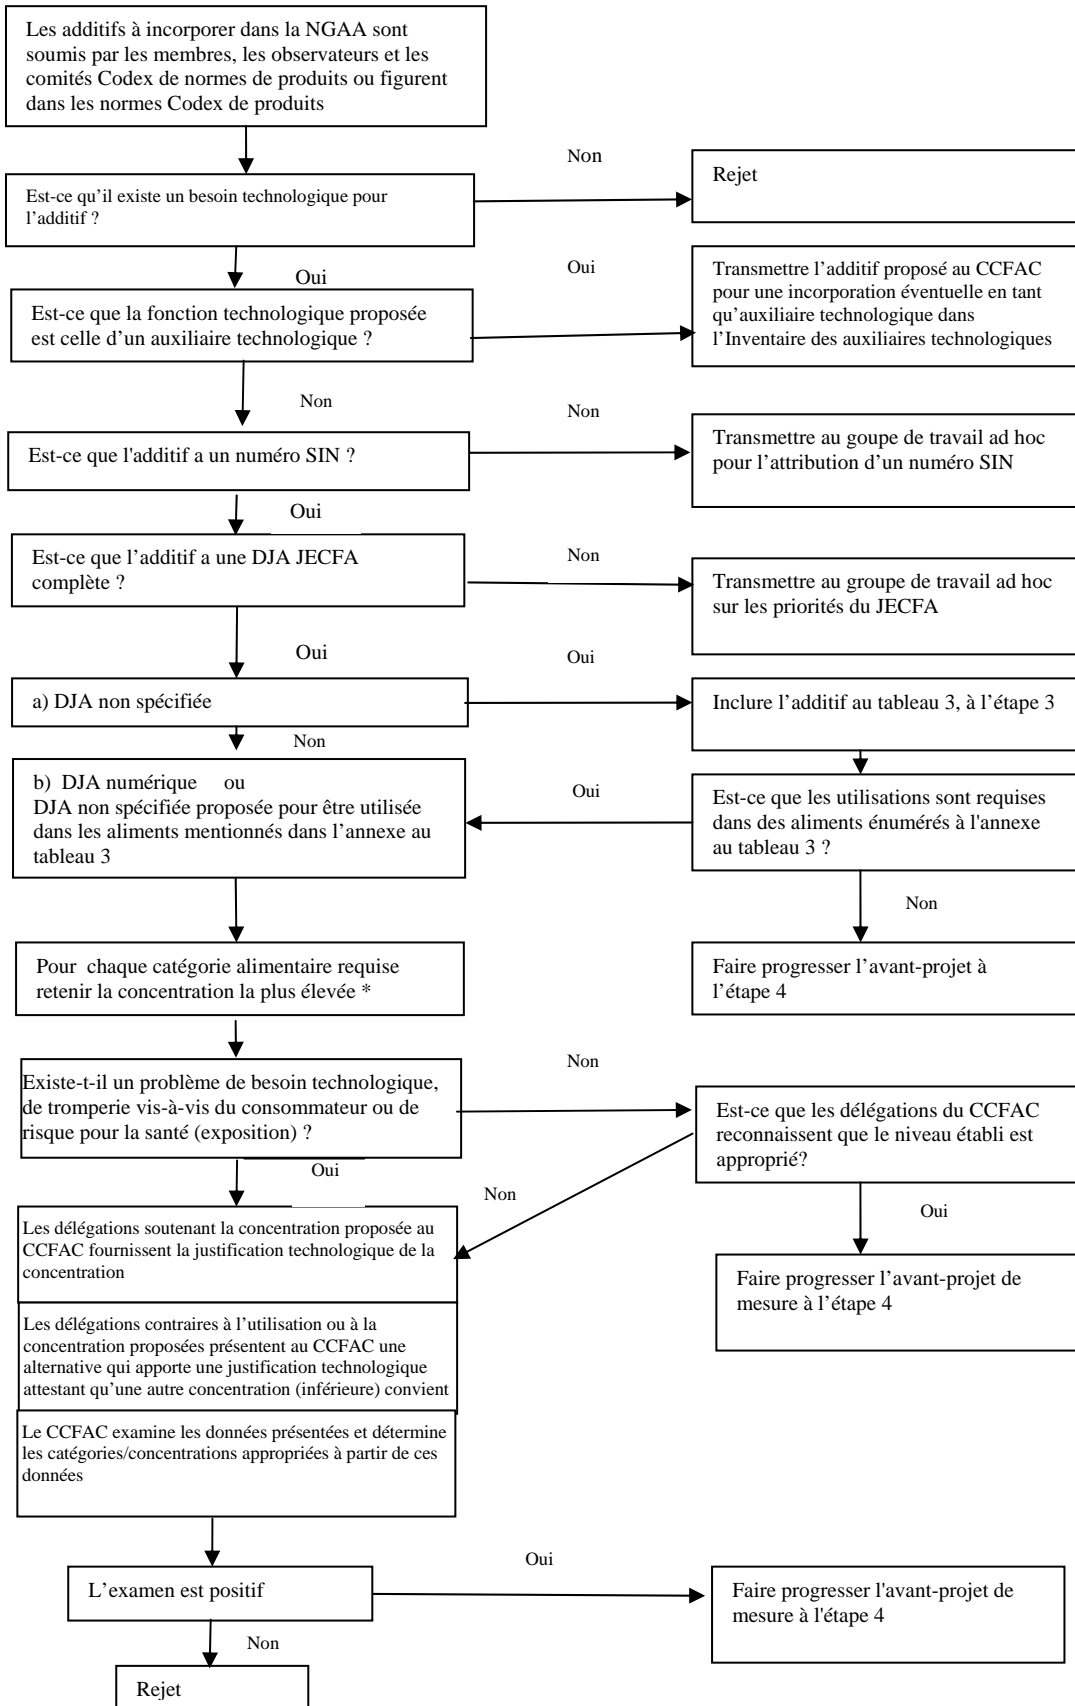 Les additifs à incorporer dans la NGAA sont
soumis par les membres, les observateurs et les
comités Codex de normes de produits ou figurent
dans les normes Codex de produits
Non
Rejet
Est-ce qu’il existe un besoin technologique pour
l’additif ?
Oui
Oui
Transmettre l’additif proposé au CCFAC
pour une incorporation éventuelle en tant
qu’auxiliaire technologique dans
l’Inventaire des auxiliaires technologiques
Est-ce que la fonction technologique proposée
est celle d’un auxiliaire technologique ?
Non
Non
Est-ce que l'additif a un numéro SIN ?
Transmettre au goupe de travail ad hoc
pour l’attribution d’un numéro SIN
Oui
Est-ce que l’additif a une DJA JECFA
complète ?
Non
Transmettre au groupe de travail ad hoc
sur les priorités du JECFA
Oui
Oui
a) DJA non spécifiée
Inclure l’additif au tableau 3, à l’étape 3
Non
b) DJA numérique ou
DJA non spécifiée proposée pour être utilisée
dans les aliments mentionnés dans l’annexe au
tableau 3
Oui
Est-ce que les utilisations sont requises
dans des aliments énumérés à l'annexe
au tableau 3 ?
Non
Pour chaque catégorie alimentaire requise
retenir la concentration la plus élevée *
Faire progresser l’avant-projet à
l’étape 4
Non
Existe-t-il un problème de besoin technologique,
de tromperie vis-à-vis du consommateur ou de
risque pour la santé (exposition) ?
Est-ce que les délégations du CCFAC
reconnaissent que le niveau établi est
approprié?
Oui
Non
Oui
Les délégations soutenant la concentration proposée au
CCFAC fournissent la justification technologique de la
concentration
Faire progresser l’avant-projet de
mesure à l’étape 4
Les délégations contraires à l’utilisation ou à la
concentration proposées présentent au CCFAC une
alternative qui apporte une justification technologique
attestant qu’une autre concentration (inférieure) convient
Le CCFAC examine les données présentées et détermine
les catégories/concentrations appropriées à partir de ces
données
Oui
L’examen est positif
Faire progresser l'avant-projet de
mesure à l'étape 4
Non
Rejet